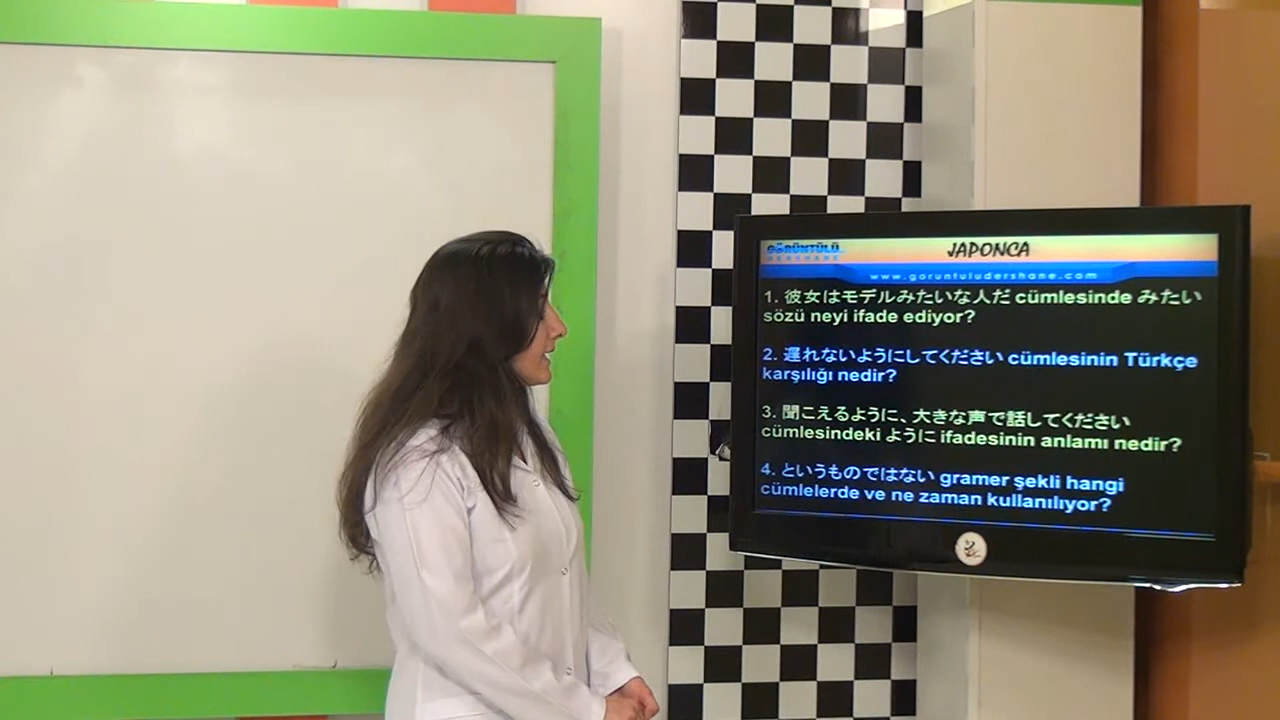 GÖRÜNTÜLÜ
DERSHANE
JAPONCA
www.goruntuludershane.com
1. 彼女はモデルみたいな人だ cümlesinde みたい
sözü neyi ifade ediyor?
2. 遅れないようにしてください cümlesinin Türkçe
karşılığı nedir?
3. 聞こえるように、大きな声で話してください
cümlesindeki ように ifadesinin anlamı nedir?
4. というものではない gramer şekli hangi
cümlelerde ve ne zaman kullanılıyor?